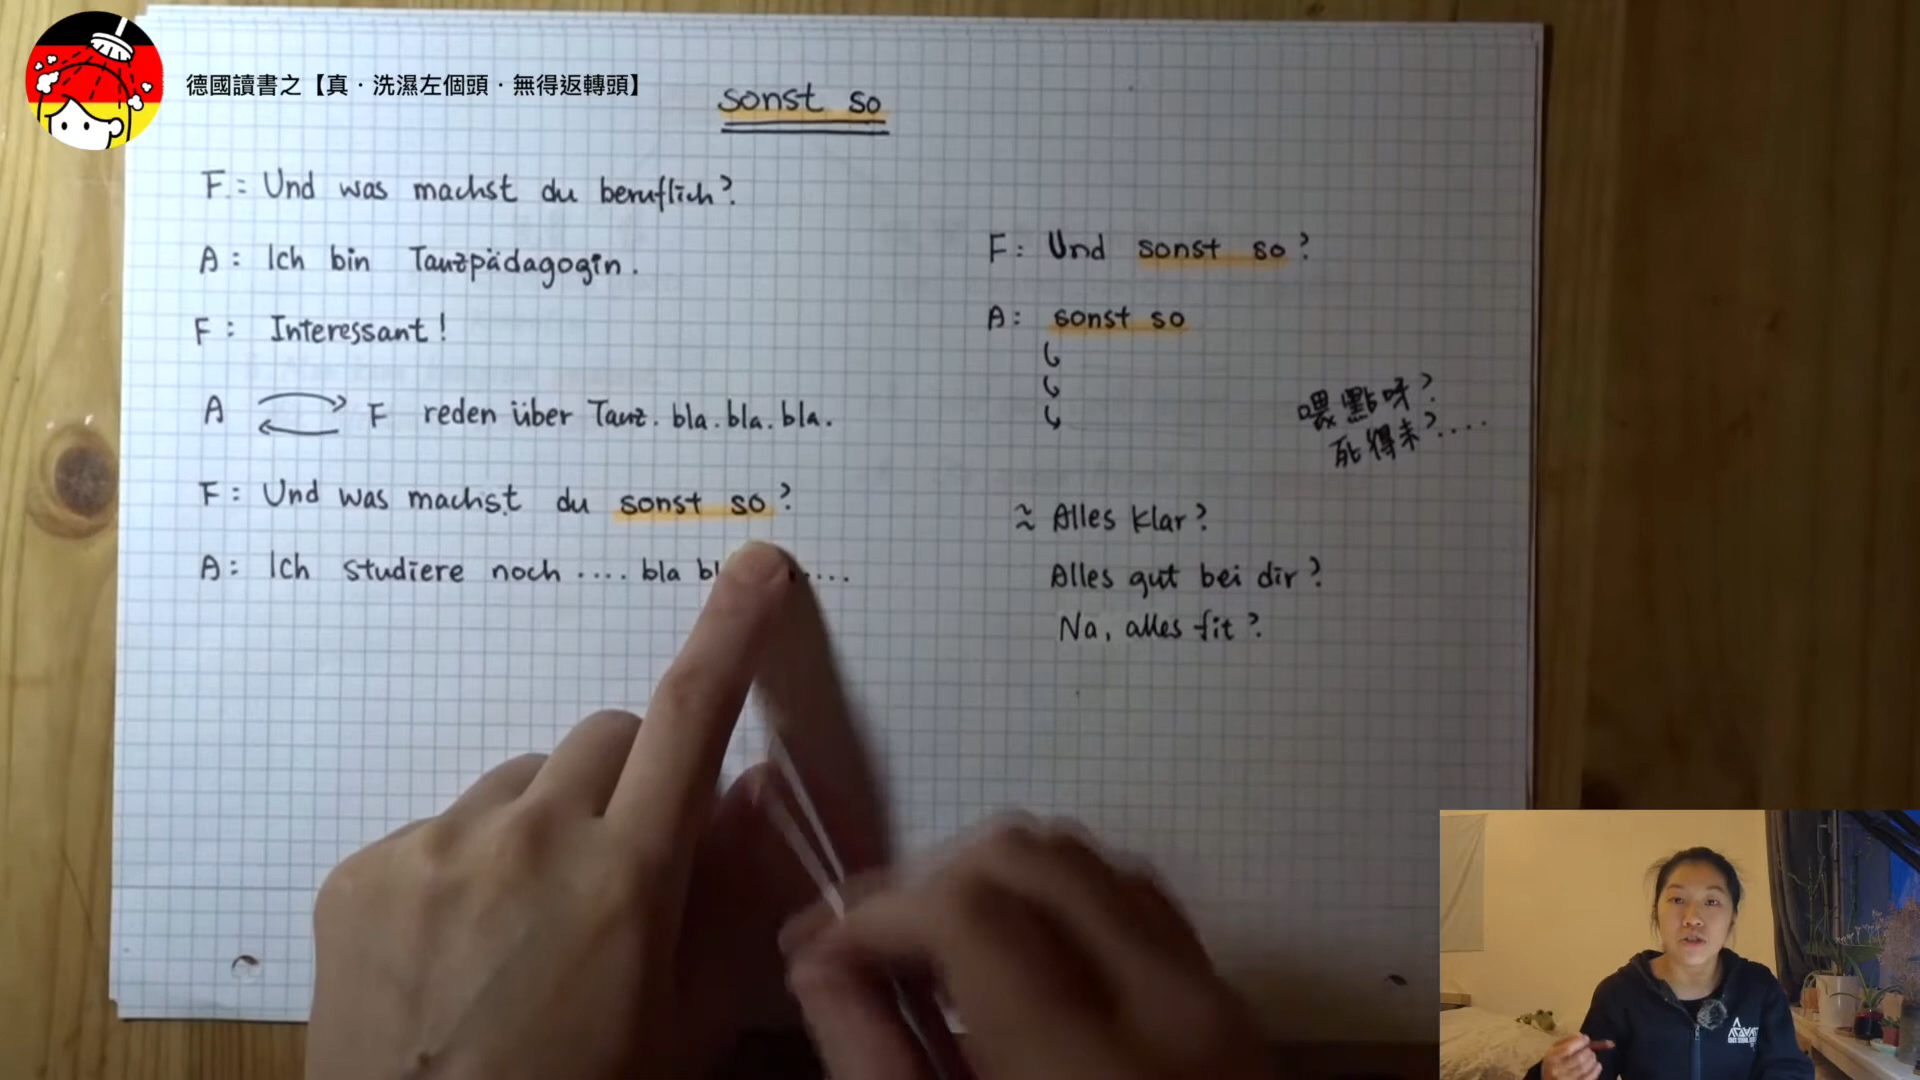 德國讀書之【真．洗濕左個頭．無得返轉頭】
sonst so
F: Und was machst du beruflich?
A: Ich bin Tanzpädagogin.
F: Interessant!
A F reden über Tanz. bla. bla. bla.
F: Und was machst du sonst so?
A: Ich studiere noch .... bla
F: Und sonst so?
A: sonst so
喂點呀?
死得未?....
≈ Alles klar?
Alles gut bei dir?
Na, alles fit?